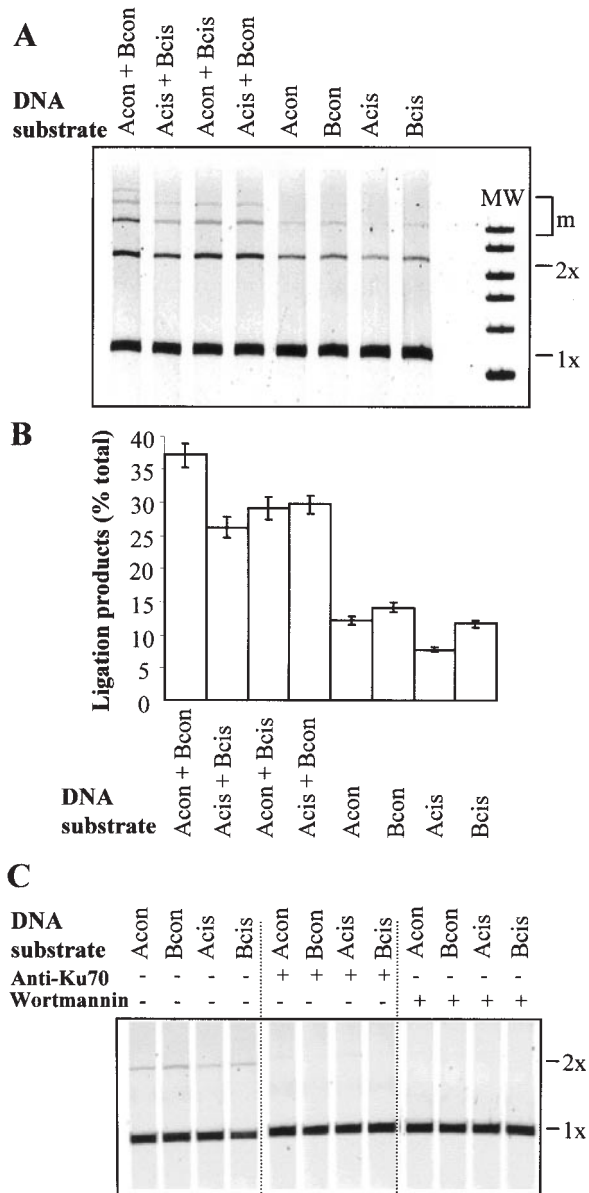 A
DNA
substrate
Acon + Bcon
Acis + Bcis
Acon + Bcis
Acis + Bcon
Acon
Bcon
Acis
Bcis
MW
m
2x
1x
B
Ligation products (% total)
40
35
30
25
20
15
10
5
0
DNA
substrate
Acon + Bcon
Acis + Bcis
Acon + Bcis
Acis + Bcon
Acon
Bcon
Acis
Bcis
C
DNA
substrate
Acon
Bcon
Acis
Bcis
Acon
Bcon
Acis
Bcis
Acon
Bcon
Acis
Bcis
Anti-Ku70 - - - - + + + + - - - -
Wortmannin - - - - - - - - + + + +
2x
1x